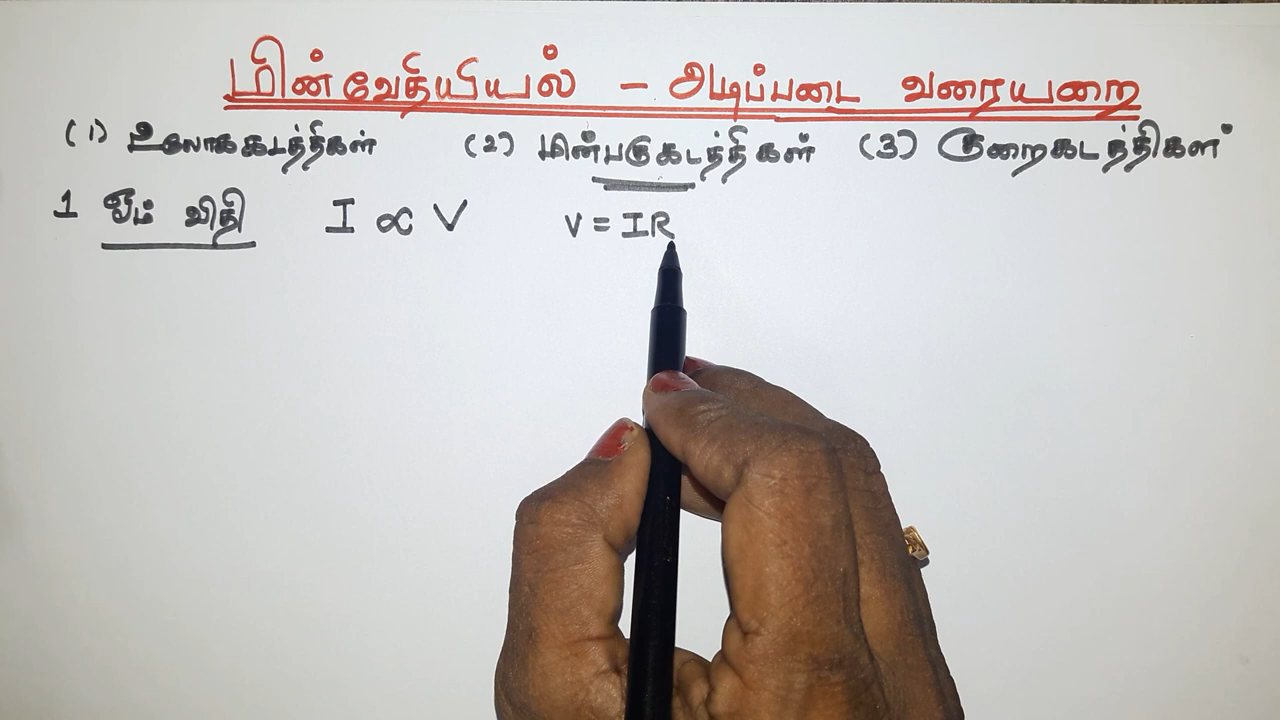 மின்வேதியியல் - அடிப்படை வரையறை
(1) உலோககடத்திகள் (2) மின்பகுகடத்திகள் (3) குறைகடத்திகள்
1 ஓம் விதி I ∝ V V = IR